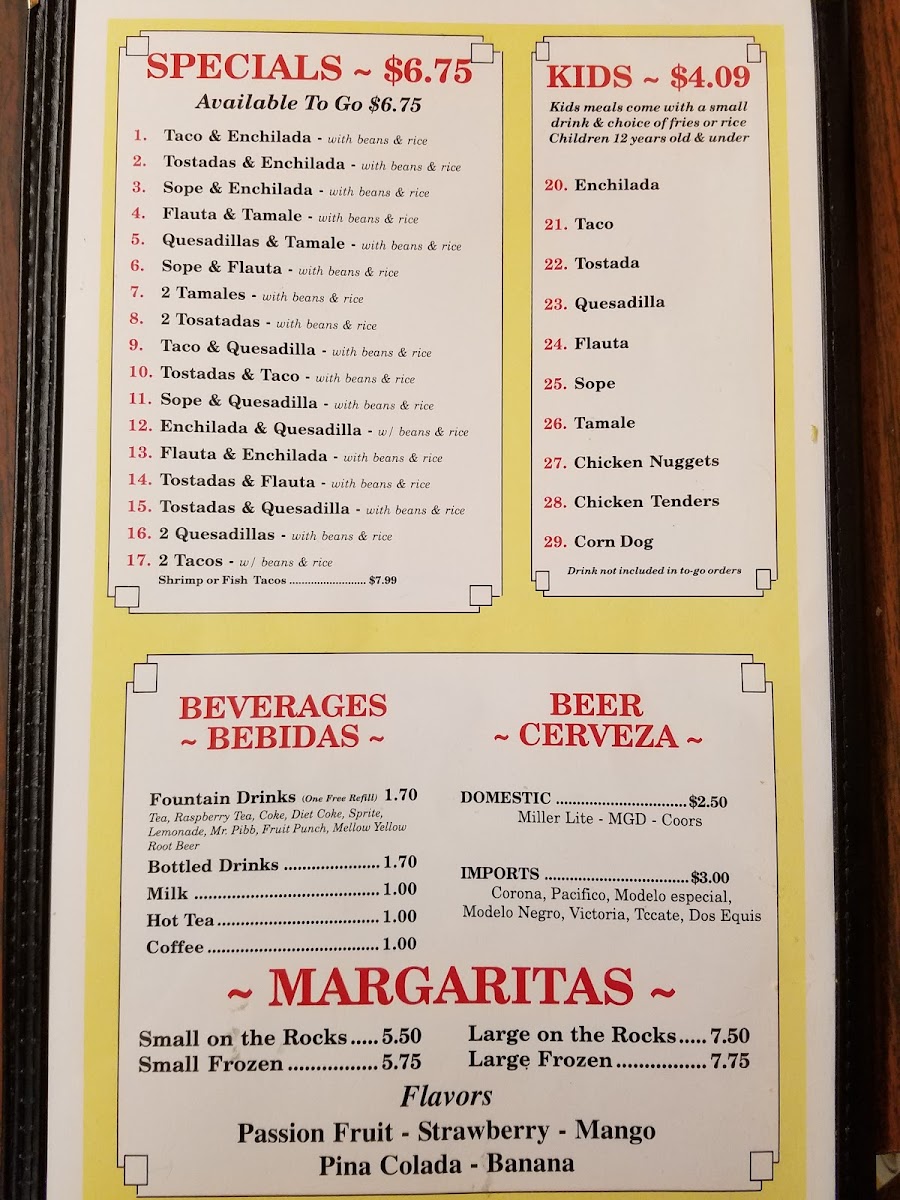 SPECIALS ~ $6.75
Available To Go $6.75
1. Taco & Enchilada - with beans & rice
2. Tostadas & Enchilada - with beans & rice
3. Sope & Enchilada - with beans & rice
4. Flauta & Tamale - with beans & rice
5. Quesadillas & Tamale - with beans & rice
6. Sope & Flauta - with beans & rice
7. 2 Tamales - with beans & rice
8. 2 Tosatadas - with beans & rice
9. Taco & Quesadilla - with beans & rice
10. Tostadas & Taco - with beans & rice
11. Sope & Quesadilla - with beans & rice
12. Enchilada & Quesadilla - w/ beans & rice
13. Flauta & Enchilada - with beans & rice
14. Tostadas & Flauta - with beans & rice
15. Tostadas & Quesadilla - with beans & rice
16. 2 Quesadillas - with beans & rice
17. 2 Tacos - w/ beans & rice
Shrimp or Fish Tacos ......................... $7.99
KIDS ~ $4.09
Kids meals come with a small
drink & choice of fries or rice
Children 12 years old & under
20. Enchilada
21. Taco
22. Tostada
23. Quesadilla
24. Flauta
25. Sope
26. Tamale
27. Chicken Nuggets
28. Chicken Tenders
29. Corn Dog
Drink not included in to-go orders
BEVERAGES
~ BEBIDAS ~
Fountain Drinks (One Free Refill) 1.70
Tea, Raspberry Tea, Coke, Diet Coke, Sprite,
Lemonade, Mr. Pibb, Fruit Punch, Mellow Yellow
Root Beer
Bottled Drinks ..................... 1.70
Milk ........................................ 1.00
Hot Tea ................................... 1.00
Coffee ..................................... 1.00
BEER
~ CERVEZA ~
DOMESTIC ................................ $2.50
Miller Lite - MGD - Coors
IMPORTS ................................... $3.00
Corona, Pacifico, Modelo especial,
Modelo Negro, Victoria, Tccate, Dos Equis
~ MARGARITAS ~
Small on the Rocks ..... 5.50
Small Frozen ................. 5.75
Large on the Rocks ..... 7.50
Large Frozen ................. 7.75
Flavors
Passion Fruit - Strawberry - Mango
Pina Colada - Banana